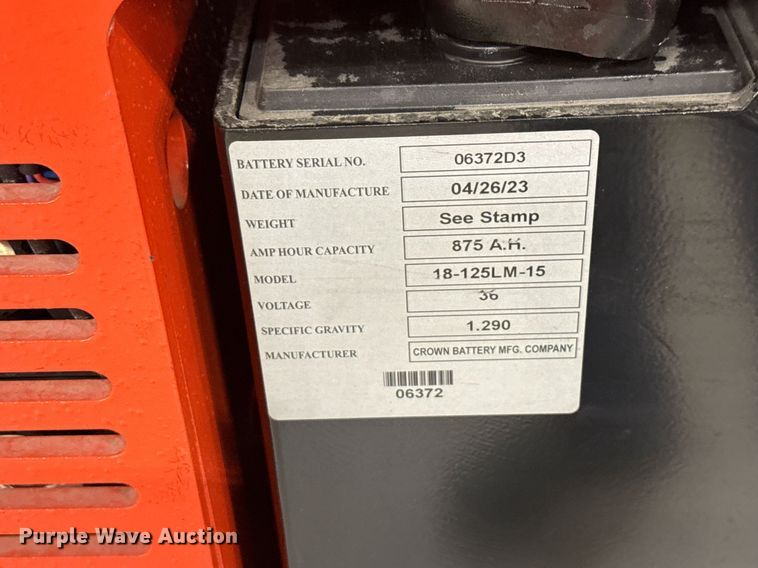 BATTERY SERIAL NO. 06372D3
DATE OF MANUFACTURE 04/26/23
WEIGHT See Stamp
AMP HOUR CAPACITY 875 A.H.
MODEL 18-125LM-15
VOLTAGE 36
SPECIFIC GRAVITY 1.290
MANUFACTURER CROWN BATTERY MFG. COMPANY
06372
Purple Wave Auction